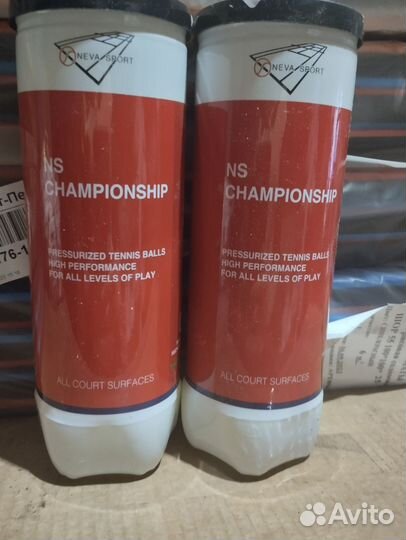 NEVA-SPORT
NS
CHAMPIONSHIP
PRESSURIZED TENNIS BALLS
HIGH PERFORMANCE
FOR ALL LEVELS OF PLAY
ALL COURT SURFACES
NEVA-SPORT
NS
CHAMPIONSHIP
PRESSURIZED TENNIS BALLS
HIGH PERFORMANCE
FOR ALL LEVELS OF PLAY
ALL COURT SURFACES
Avito